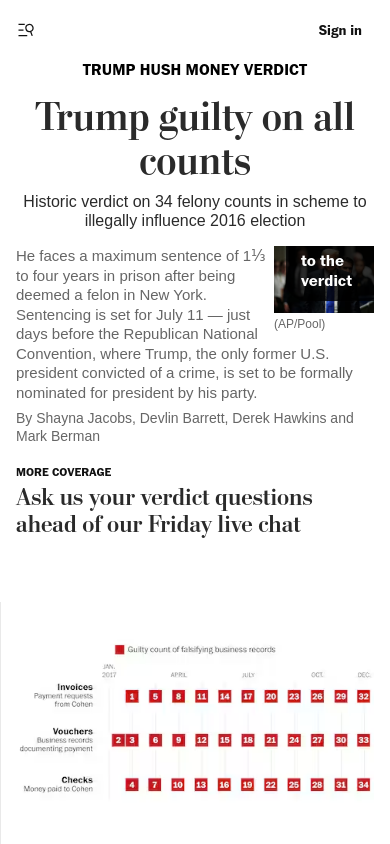 Sign in
TRUMP HUSH MONEY VERDICT
Trump guilty on all
counts
Historic verdict on 34 felony counts in scheme to
illegally influence 2016 election
to the
verdict
(AP/Pool)
He faces a maximum sentence of 1⅓
to four years in prison after being
deemed a felon in New York.
Sentencing is set for July 11 — just
days before the Republican National
Convention, where Trump, the only former U.S.
president convicted of a crime, is set to be formally
nominated for president by his party.
By Shayna Jacobs, Devlin Barrett, Derek Hawkins and
Mark Berman
MORE COVERAGE
Ask us your verdict questions
ahead of our Friday live chat
Guilty count of falsifying business records
JAN.
2017 APRIL JULY OCT. DEC.
Invoices
Payment requests
from Cohen
1 5 8 11 14 17 20 23 26 29 32
Vouchers
Business records
documenting payment
2 3 6 9 12 15 18 21 24 27 30 33
Checks
Money paid to Cohen
4 7 10 13 16 19 22 25 28 31 34